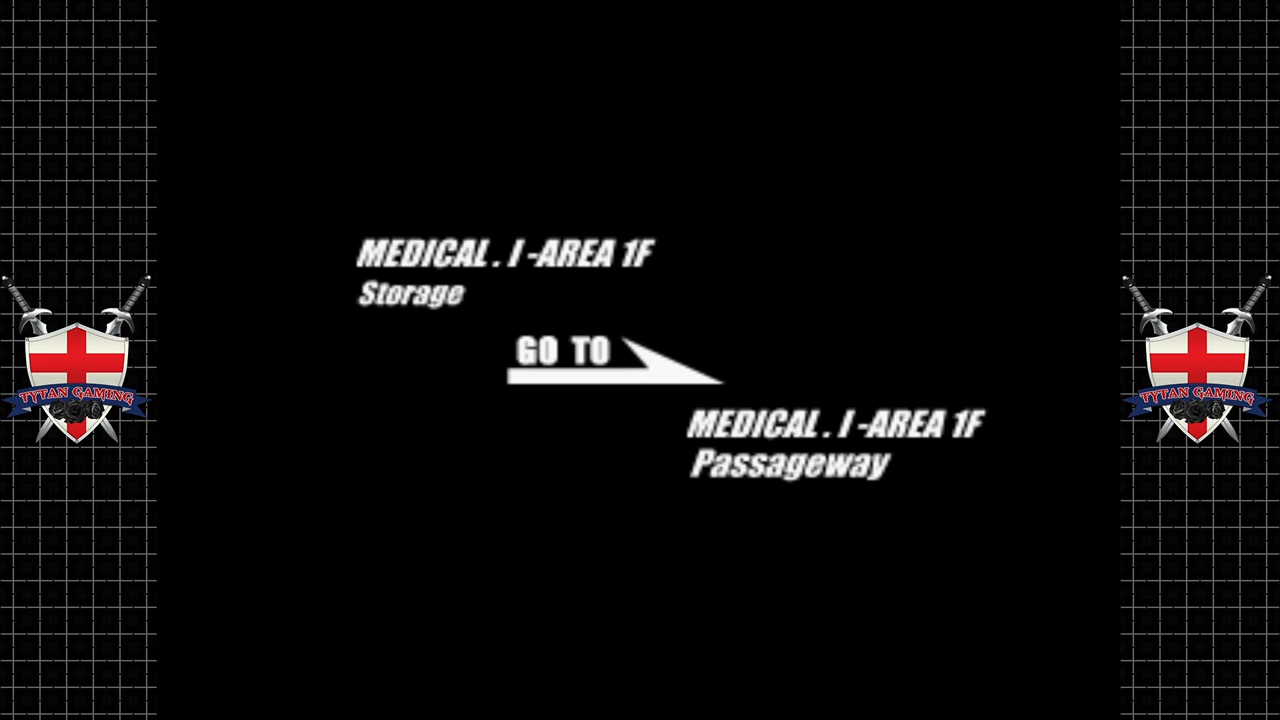 MEDICAL . I -AREA 1F
Storage
GO TO
MEDICAL . I -AREA 1F
Passageway
TYTAN GAMING
TYTAN GAMING